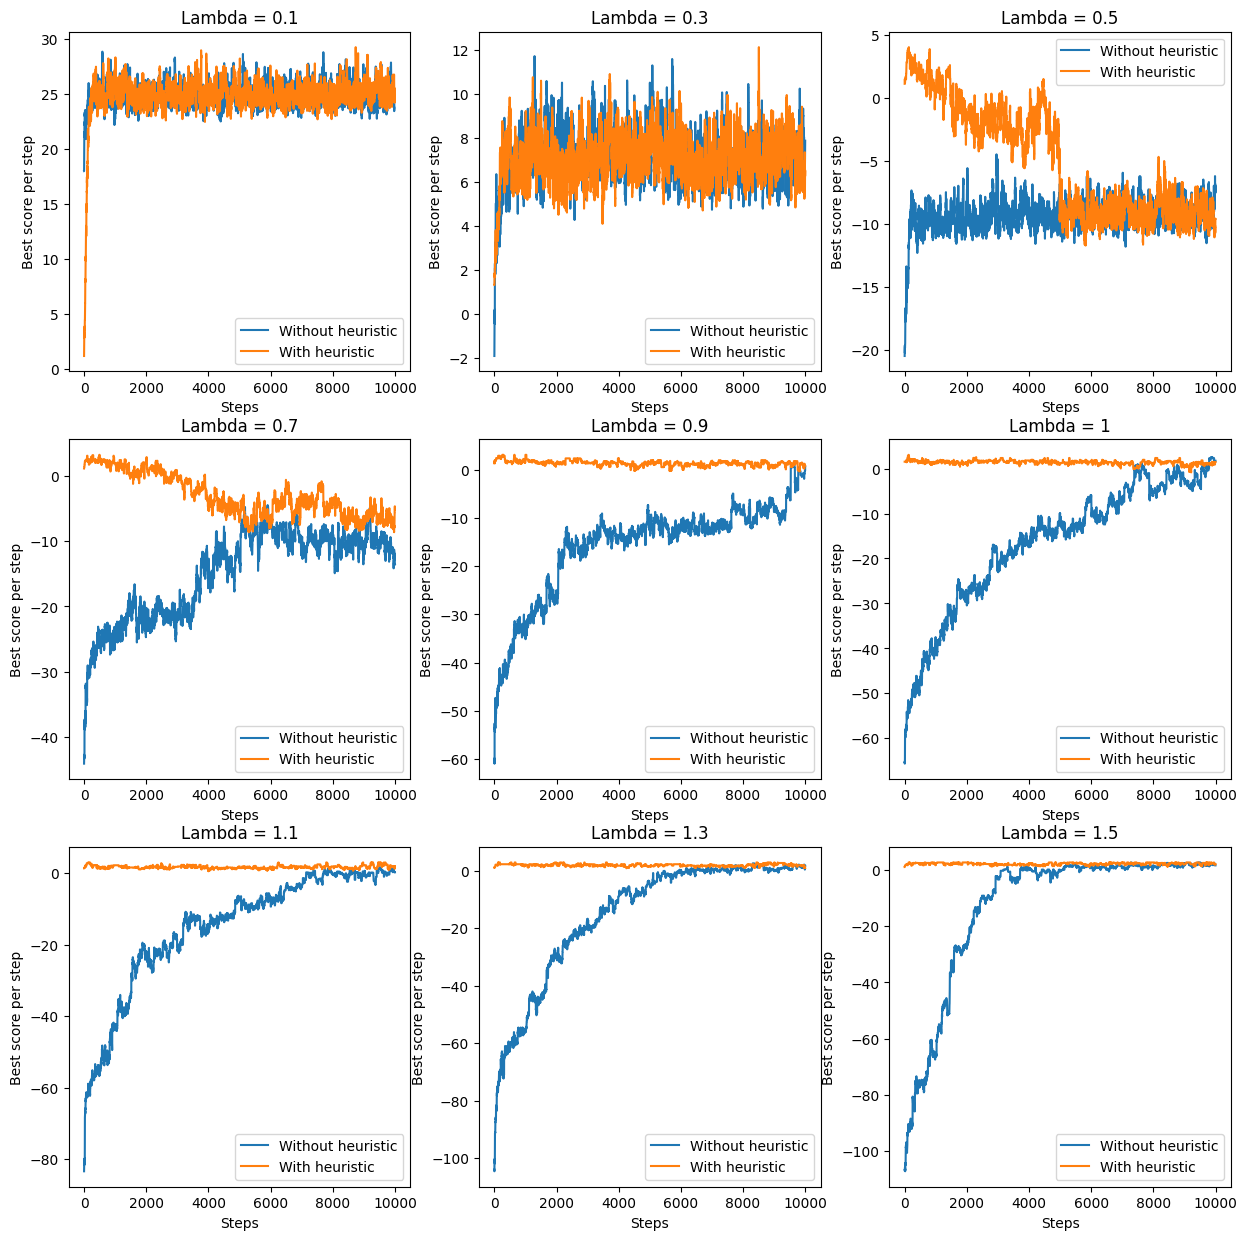 Lambda = 0.1
30
25
20
15
10
5
0
Best score per step
0 2000 4000 6000 8000 10000
Steps
Without heuristic
With heuristic
Lambda = 0.3
12
10
8
6
4
2
0
−2
Best score per step
0 2000 4000 6000 8000 10000
Steps
Without heuristic
With heuristic
Lambda = 0.5
5
0
−5
−10
−15
−20
Best score per step
0 2000 4000 6000 8000 10000
Steps
Without heuristic
With heuristic
Lambda = 0.7
0
−10
−20
−30
−40
Best score per step
0 2000 4000 6000 8000 10000
Steps
Without heuristic
With heuristic
Lambda = 0.9
0
−10
−20
−30
−40
−50
−60
Best score per step
0 2000 4000 6000 8000 10000
Steps
Without heuristic
With heuristic
Lambda = 1
0
−10
−20
−30
−40
−50
−60
Best score per step
0 2000 4000 6000 8000 10000
Steps
Without heuristic
With heuristic
Lambda = 1.1
0
−20
−40
−60
−80
Best score per step
0 2000 4000 6000 8000 10000
Steps
Without heuristic
With heuristic
Lambda = 1.3
0
−20
−40
−60
−80
−100
Best score per step
0 2000 4000 6000 8000 10000
Steps
Without heuristic
With heuristic
Lambda = 1.5
0
−20
−40
−60
−80
−100
Best score per step
0 2000 4000 6000 8000 10000
Steps
Without heuristic
With heuristic